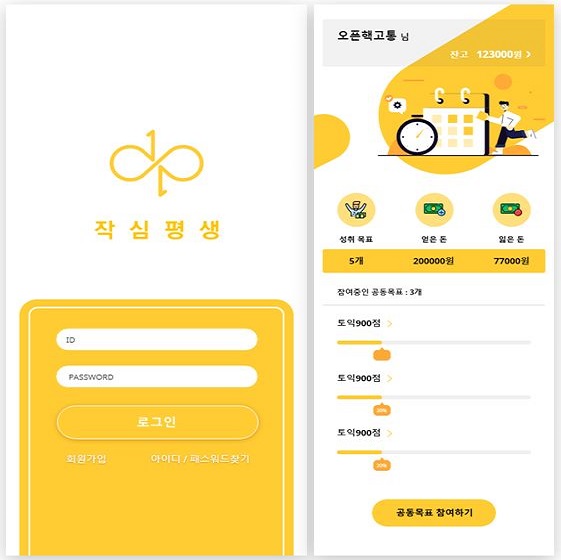 작심평생
ID
PASSWORD
로그인
회원가입 아이디 / 패스워드찾기
오픈핵고통 님
잔고 123000원 >
성취 목표 얻은 돈 잃은 돈
5개 200000원 77000원
참여중인 공동목표 : 3개
토익900점 >
토익900점 >
20%
토익900점 >
20%
공동목표 참여하기